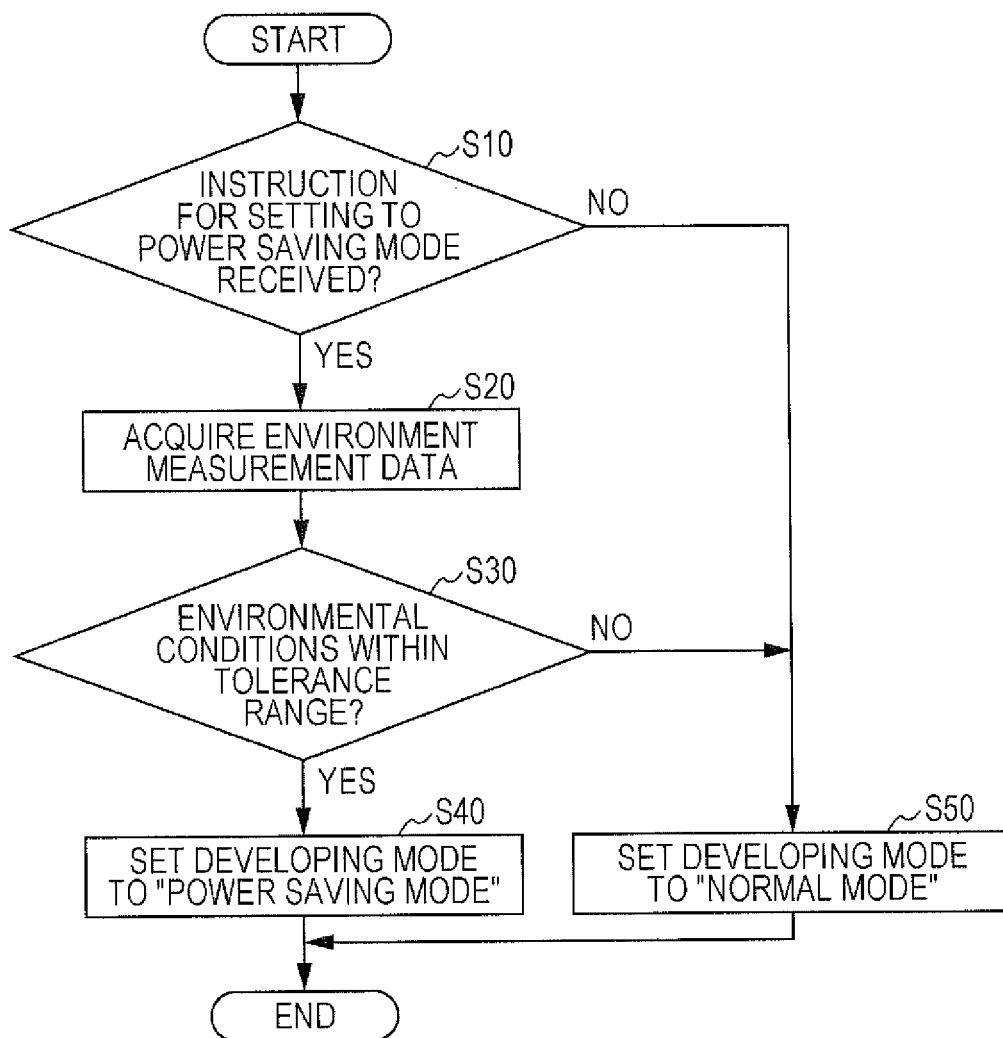 START
S10
INSTRUCTION
FOR SETTING TO
POWER SAVING MODE
RECEIVED?
NO
YES
S20
ACQUIRE ENVIRONMENT
MEASUREMENT DATA
S30
ENVIRONMENTAL
CONDITIONS WITHIN
TOLERANCE
RANGE?
NO
YES
S40
SET DEVELOPING MODE
TO "POWER SAVING MODE"
S50
SET DEVELOPING MODE
TO "NORMAL MODE"
END